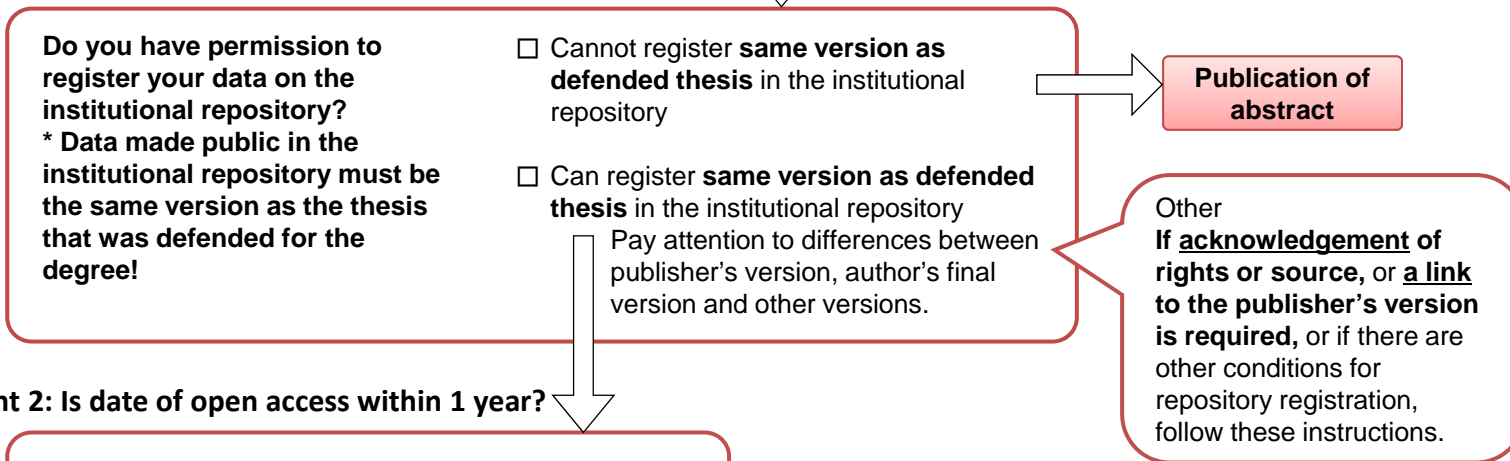 Do you have permission to
register your data on the
institutional repository?
* Data made public in the
institutional repository must be
the same version as the thesis
that was defended for the
degree!
☐ Cannot register same version as
defended thesis in the institutional
repository
Publication of
abstract
☐ Can register same version as defended
thesis in the institutional repository
Pay attention to differences between
publisher’s version, author’s final
version and other versions.
Other
If acknowledgement of
rights or source, or a link
to the publisher’s version
is required, or if there are
other conditions for
repository registration,
follow these instructions.
nt 2: Is date of open access within 1 year?